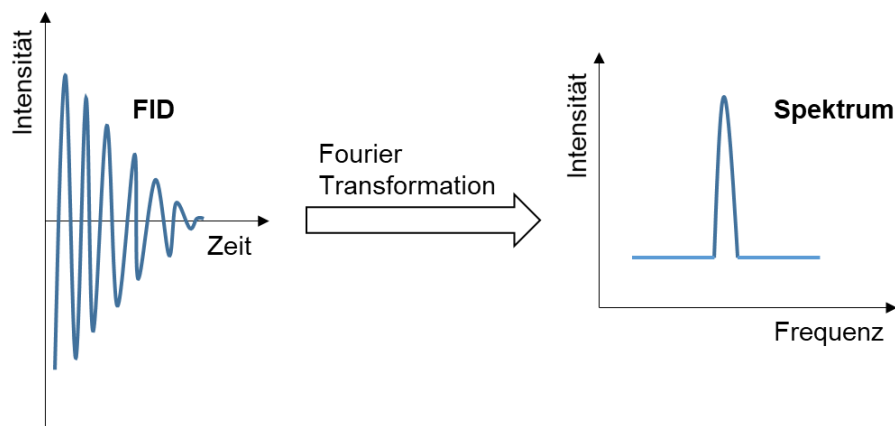 Intensität
FID
Zeit
Fourier
Transformation
Intensität
Spektrum
Frequenz